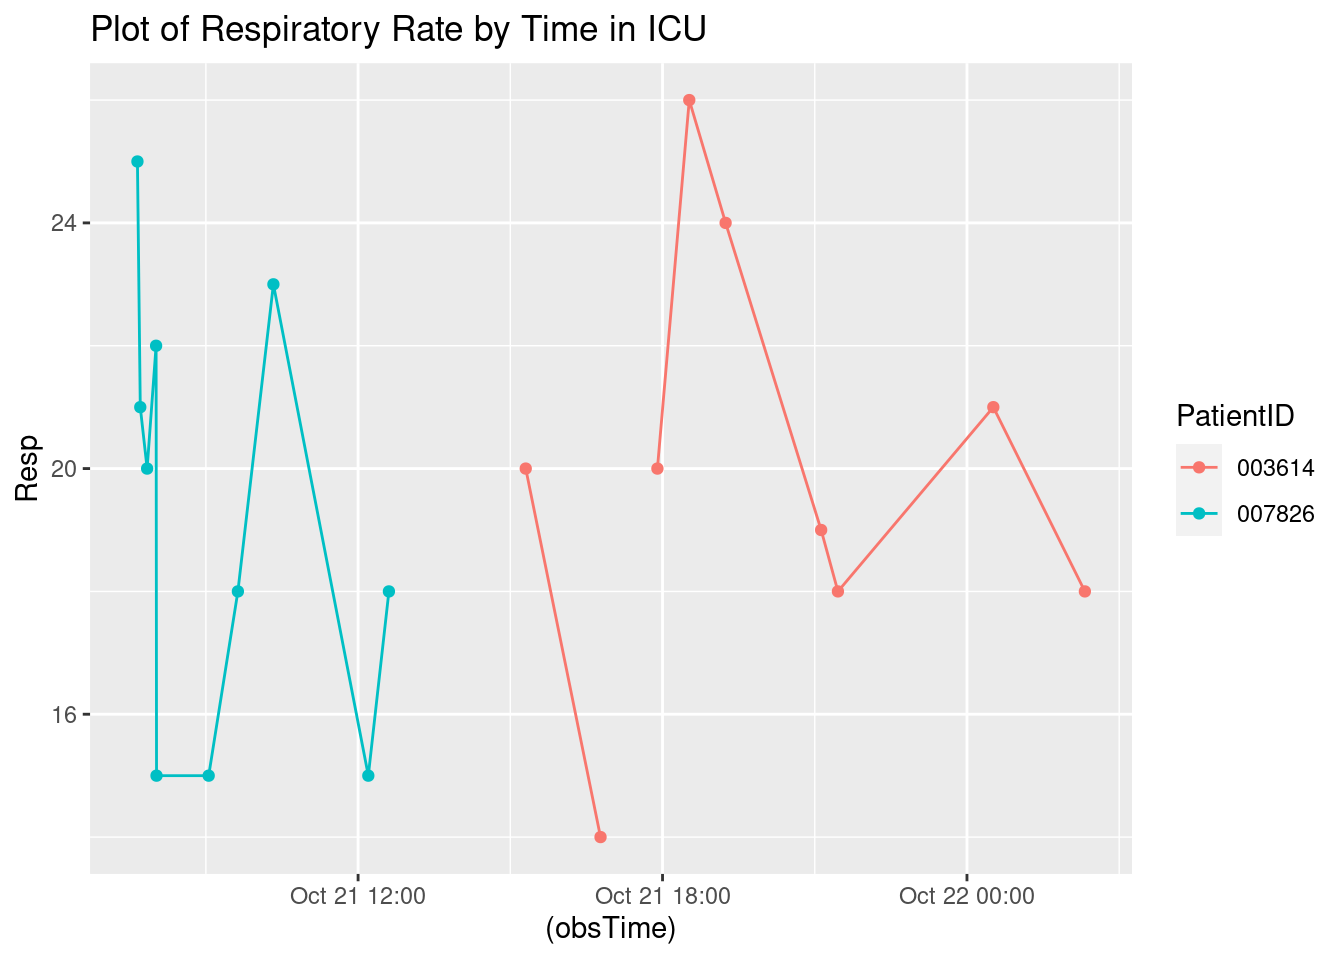 Plot of Respiratory Rate by Time in ICU
24
20
16
Resp
Oct 21 12:00
Oct 21 18:00
Oct 22 00:00
(obsTime)
PatientID
003614
007826